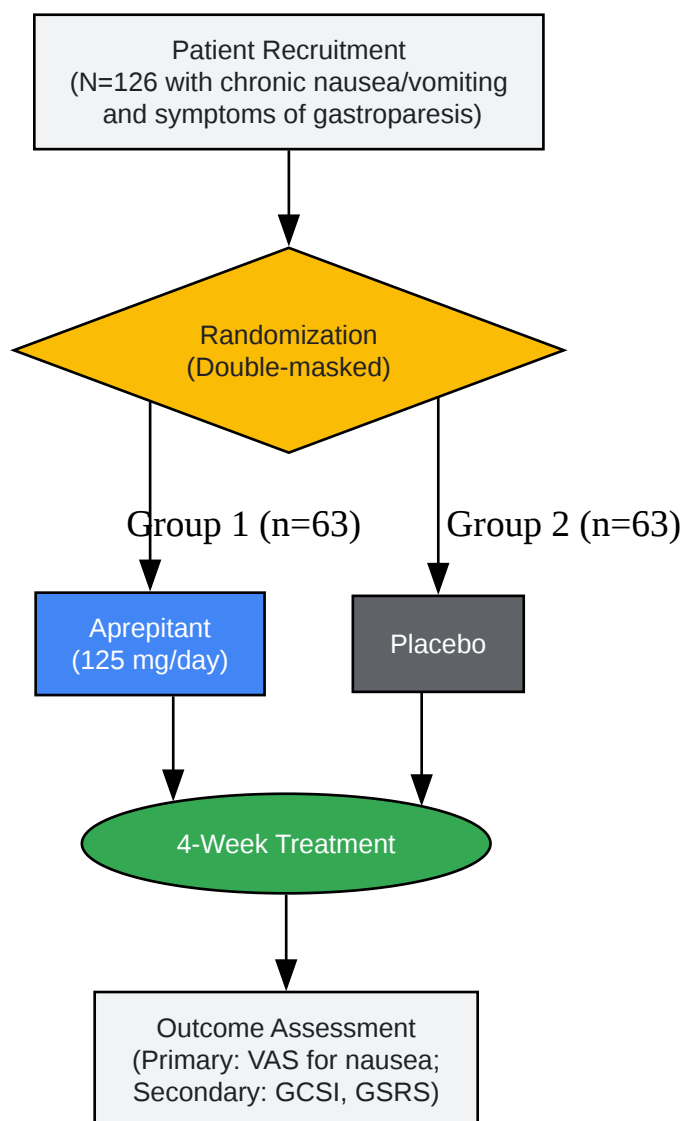 Patient Recruitment
(N=126 with chronic nausea/vomiting
and symptoms of gastroparesis)
Randomization
(Double-masked)
Group 1 (n=63)
Group 2 (n=63)
Aprepitant
(125 mg/day)
Placebo
4-Week Treatment
Outcome Assessment
(Primary: VAS for nausea;
Secondary: GCSI, GSRS)